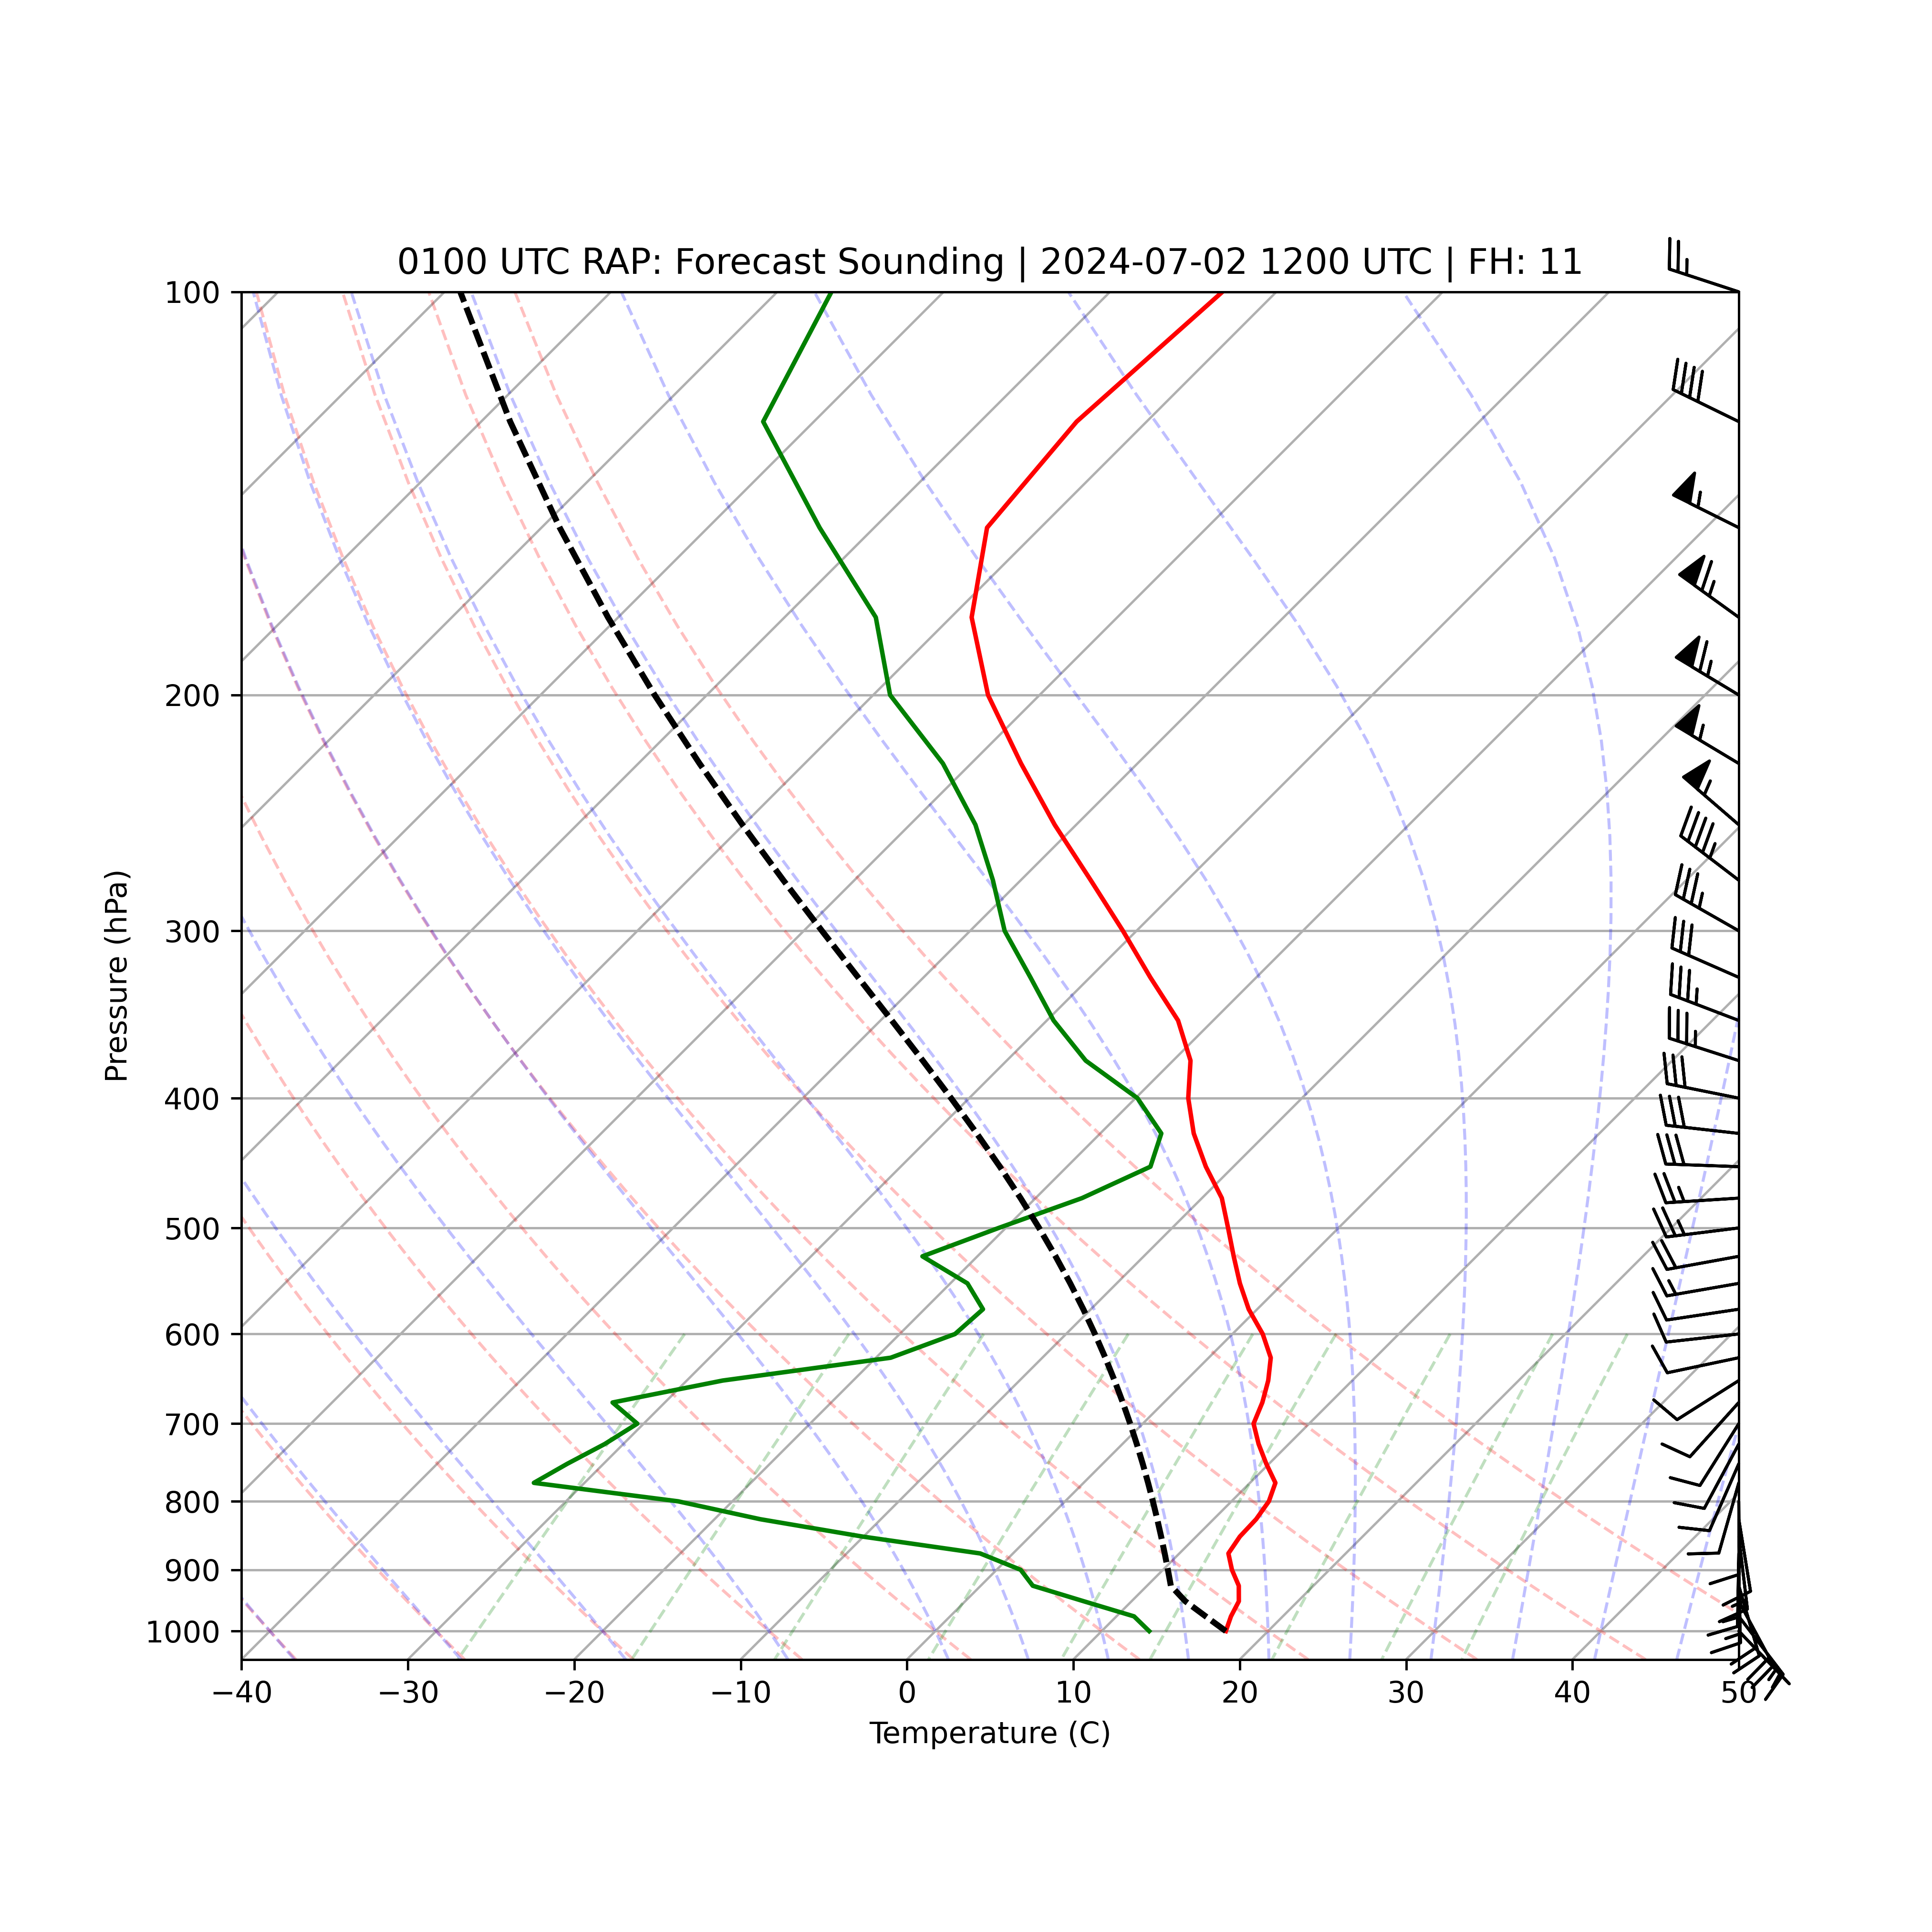 0100 UTC RAP: Forecast Sounding | 2024-07-02 1200 UTC | FH: 11
100
200
300
400
500
600
700
800
900
1000
Pressure (hPa)
−40 −30 −20 −10 0 10 20 30 40 50
Temperature (C)